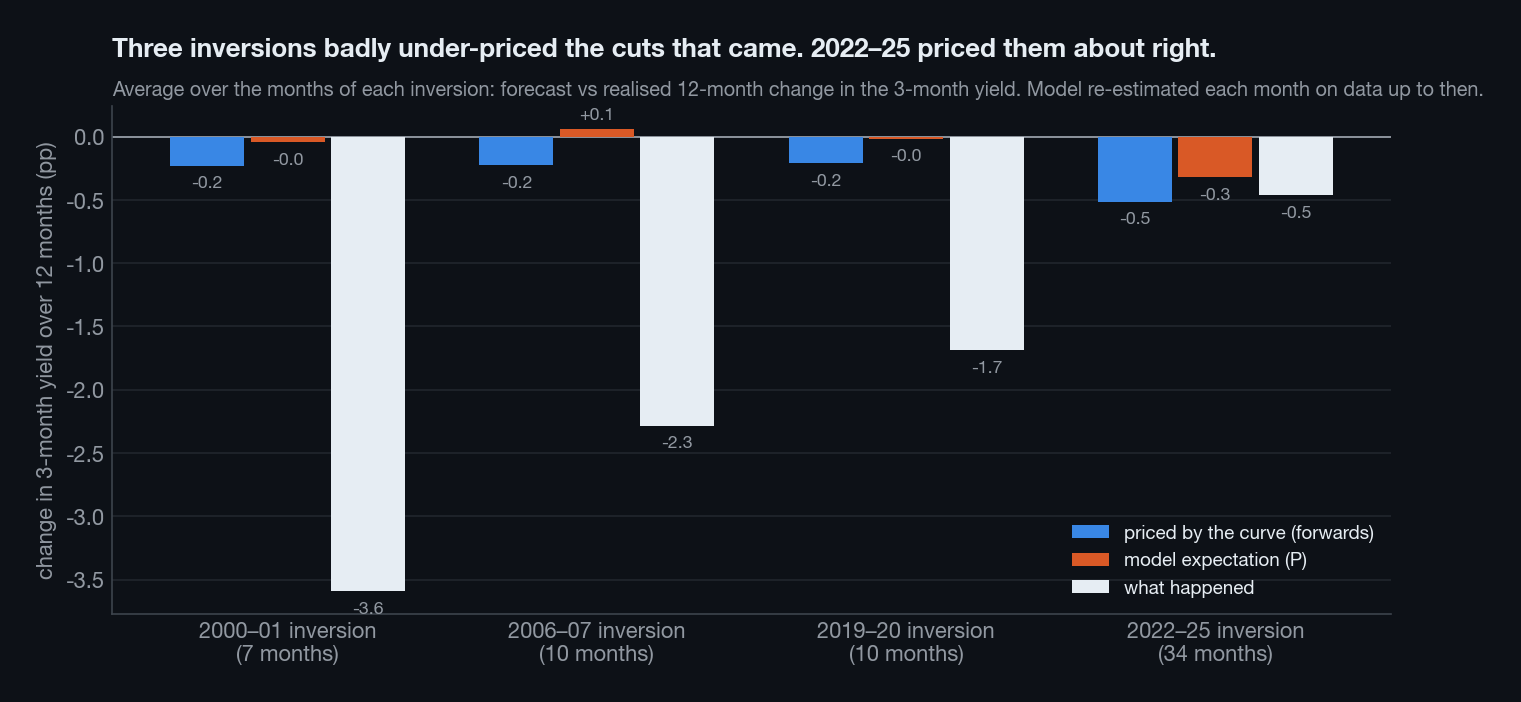 Three inversions badly under-priced the cuts that came. 2022–25 priced them about right.
Average over the months of each inversion: forecast vs realised 12-month change in the 3-month yield. Model re-estimated each month on data up to then.
change in 3-month yield over 12 months (pp)
0.0
-0.5
-1.0
-1.5
-2.0
-2.5
-3.0
-3.5
-0.2
-0.0
-3.6
-0.2
+0.1
-2.3
-0.2
-0.0
-1.7
-0.5
-0.3
-0.5
priced by the curve (forwards)
model expectation (P)
what happened
2000–01 inversion
(7 months)
2006–07 inversion
(10 months)
2019–20 inversion
(10 months)
2022–25 inversion
(34 months)